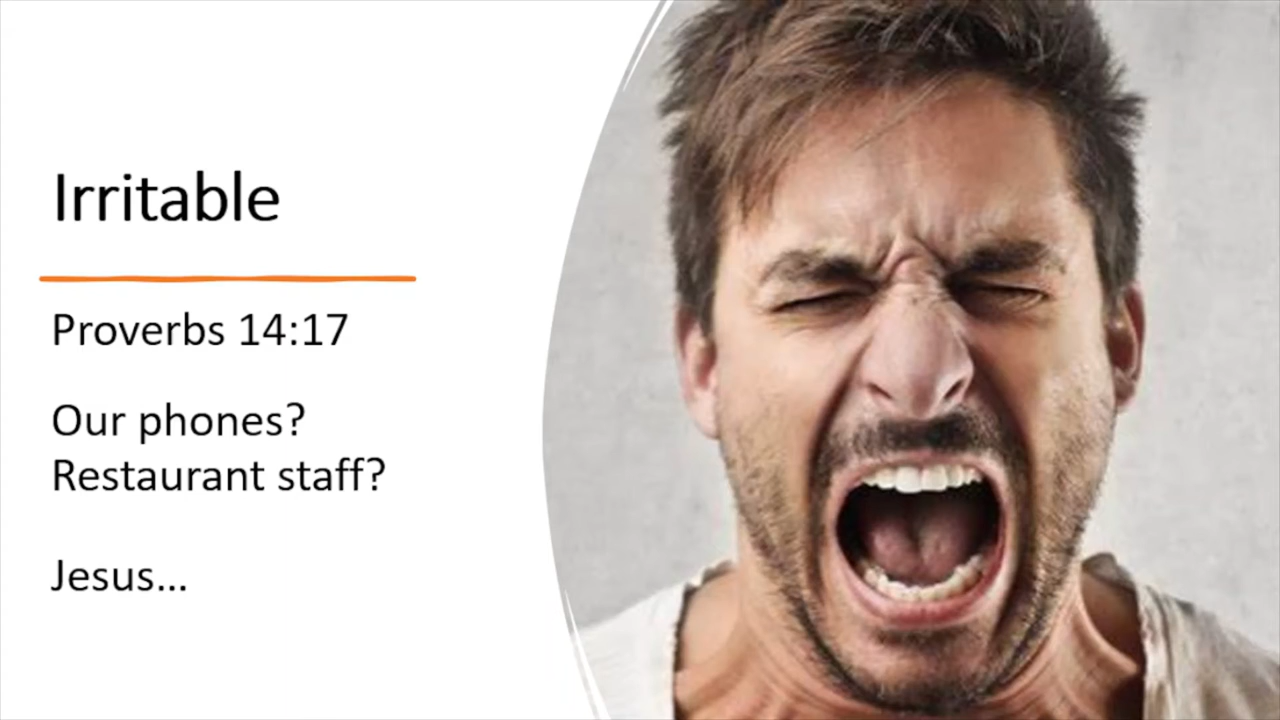 Irritable
Proverbs 14:17
Our phones?
Restaurant staff?
Jesus…